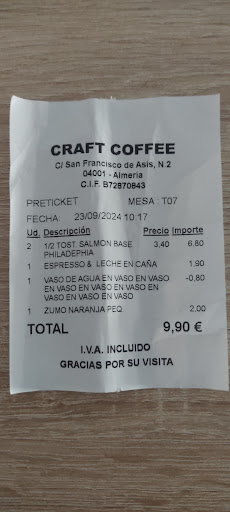 CRAFT COFFEE
C/ San Francisco de Asis, N.2
04001 - Almeria
C.I.F. B72870843
PRETICKET MESA : T07
FECHA: 23/09/2024 10:17
Ud. Descripción Precio Importe
2 1/2 TOST. SALMON BASE 3,40 6,80
PHILADEPHIA
1 ESPRESSO & LECHE EN CAÑA 1,90
1 VASO DE AGUA EN VASO EN VASO -0,80
EN VASO EN VASO EN VASO EN
VASO EN VASO EN VASO
1 ZUMO NARANJA PEQ. 2,00
TOTAL 9,90 €
I.V.A. INCLUIDO
GRACIAS POR SU VISITA